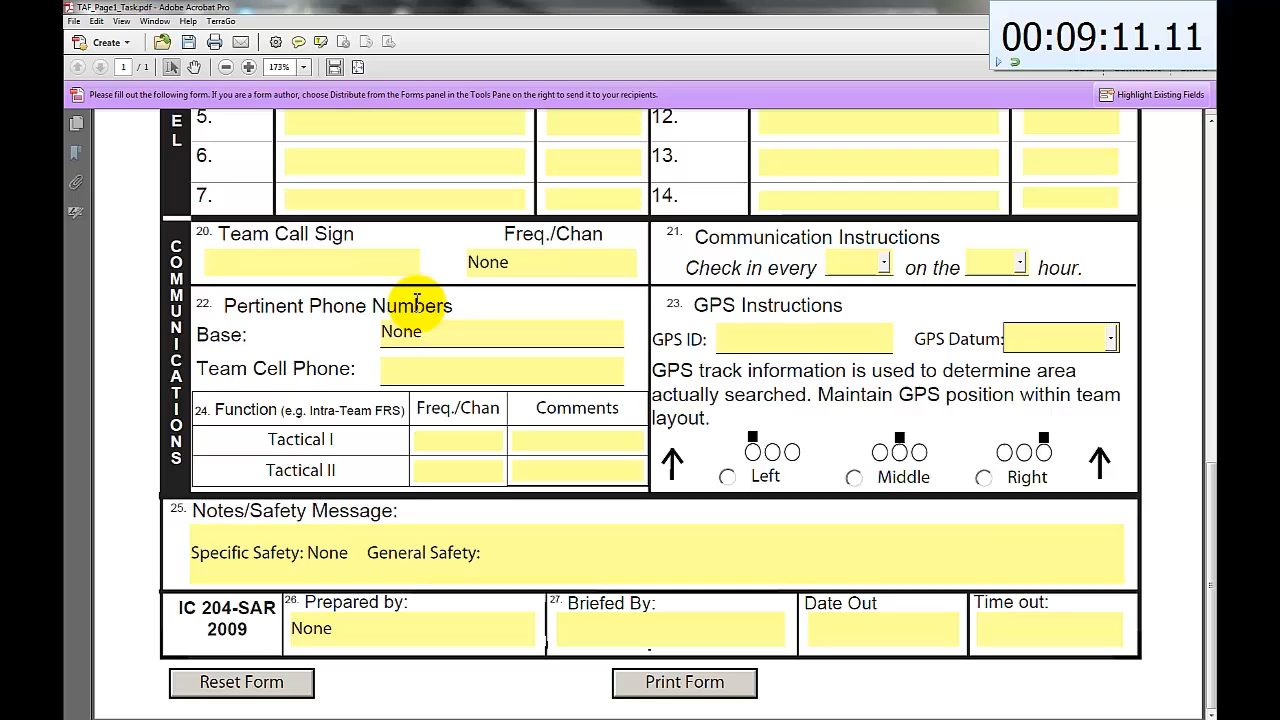 TAF_Page1_Task.pdf - Adobe Acrobat Pro
File Edit View Window Help TerraGo
00:09:11.11
Create
1 / 1 173%
Please fill out the following form. If you are a form author, choose Distribute from the Forms panel in the Tools Pane on the right to send it to your recipients.
Highlight Existing Fields
E
L
5. 12.
6. 13.
7. 14.
COMMUNICATIONS
20. Team Call Sign Freq./Chan
None
21. Communication Instructions
Check in every on the hour.
22. Pertinent Phone Numbers
Base: None
Team Cell Phone:
23. GPS Instructions
GPS ID: GPS Datum:
GPS track information is used to determine area
actually searched. Maintain GPS position within team
layout.
Left Middle Right
24. Function (e.g. Intra-Team FRS) Freq./Chan Comments
Tactical I
Tactical II
25. Notes/Safety Message:
Specific Safety: None General Safety:
IC 204-SAR
2009
26. Prepared by:
None
27. Briefed By:
Date Out
Time out:
Reset Form Print Form